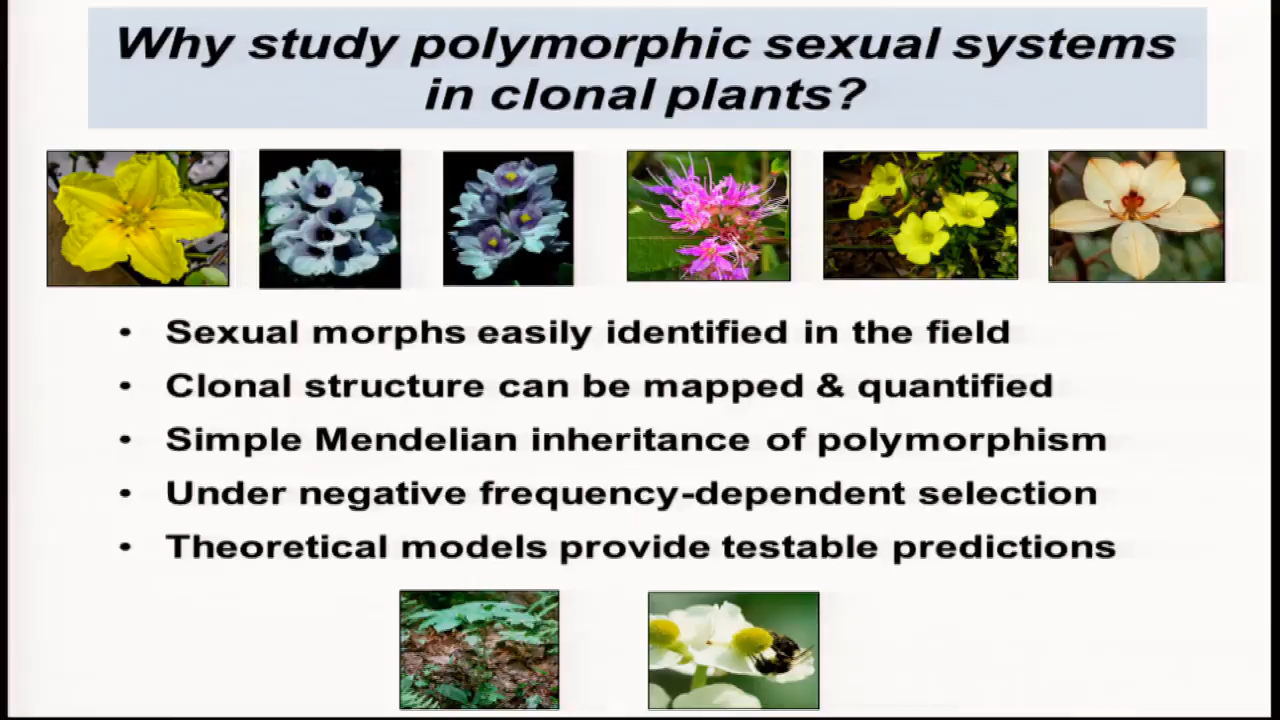 Why study polymorphic sexual systems
in clonal plants?
• Sexual morphs easily identified in the field
• Clonal structure can be mapped & quantified
• Simple Mendelian inheritance of polymorphism
• Under negative frequency-dependent selection
• Theoretical models provide testable predictions